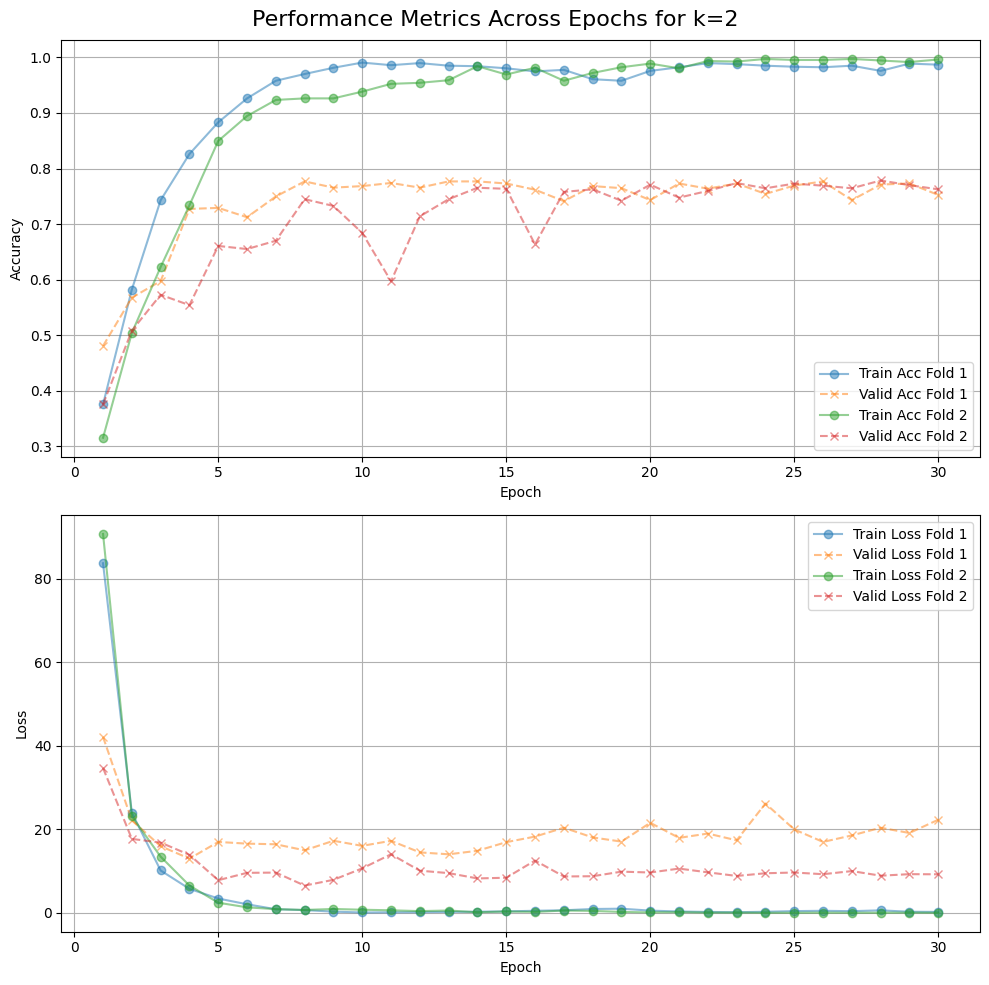 Performance Metrics Across Epochs for k=2
1.0
0.9
0.8
0.7
0.6
0.5
0.4
0.3
Accuracy
Train Acc Fold 1
Valid Acc Fold 1
Train Acc Fold 2
Valid Acc Fold 2
0 5 10 15 20 25 30
Epoch
80
60
40
20
0
Loss
Train Loss Fold 1
Valid Loss Fold 1
Train Loss Fold 2
Valid Loss Fold 2
0 5 10 15 20 25 30
Epoch